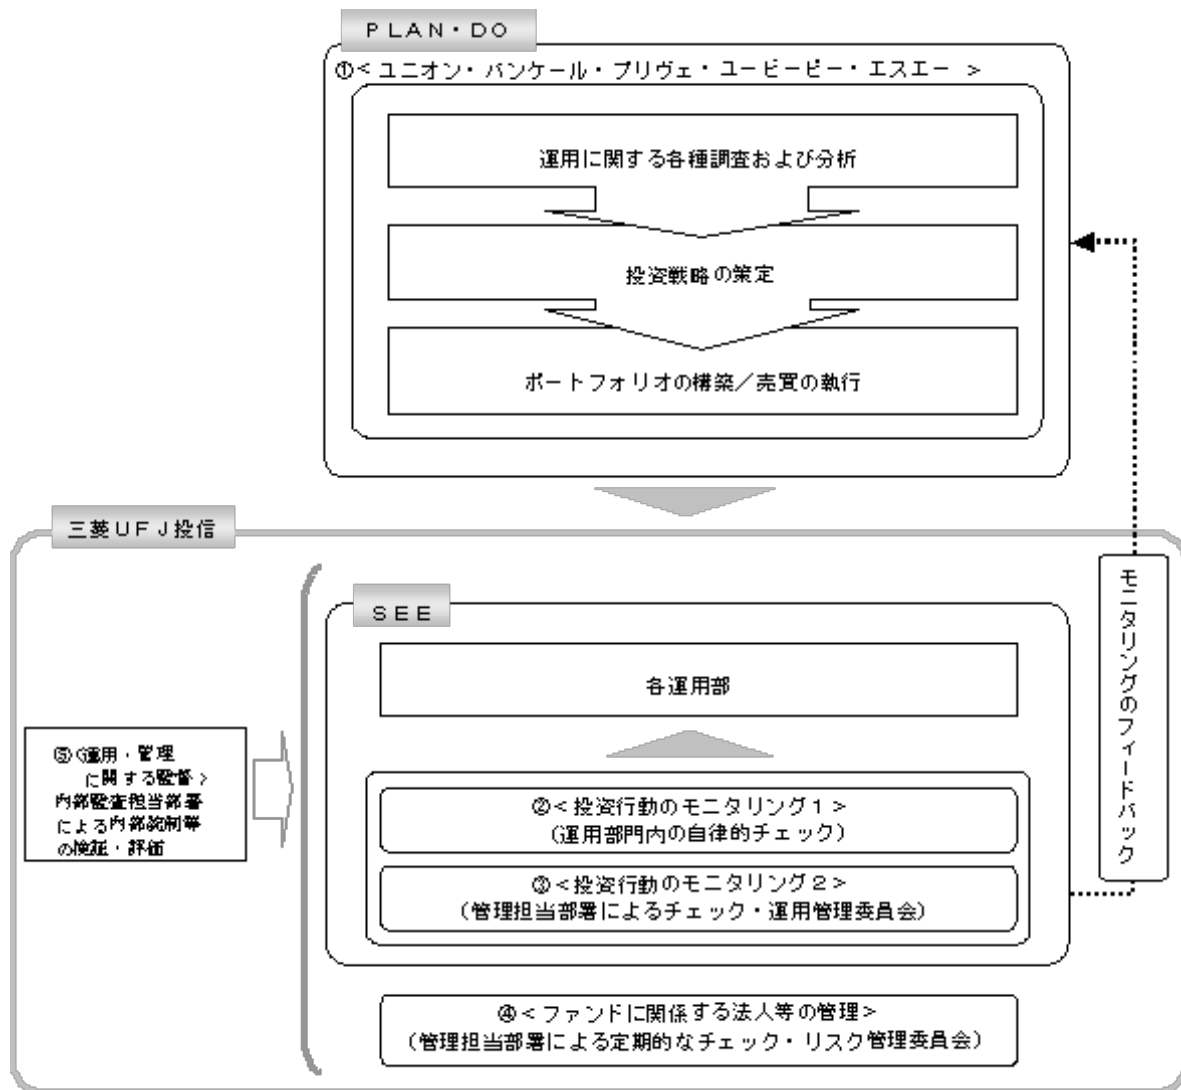 PLAN・DO
①<ユニオン・バンケール・プリヴェ・ユービーピー・エスエー>
運用に関する各種調査および分析
投資戦略の策定
ポートフォリオの構築/売買の執行
三菱UFJ投信
SEE
各運用部
②<投資行動のモニタリング1>
(運用部門内の自律的チェック)
③<投資行動のモニタリング2>
(管理担当部署によるチェック・運用管理委員会)
④<ファンドに関係する法人等の管理>
(管理担当部署による定期的なチェック・リスク管理委員会)
⑤<運用・管理
に関する監督>
内部監査担当部署
による内部統制等
の検証・評価
モニタリングのフィードバック